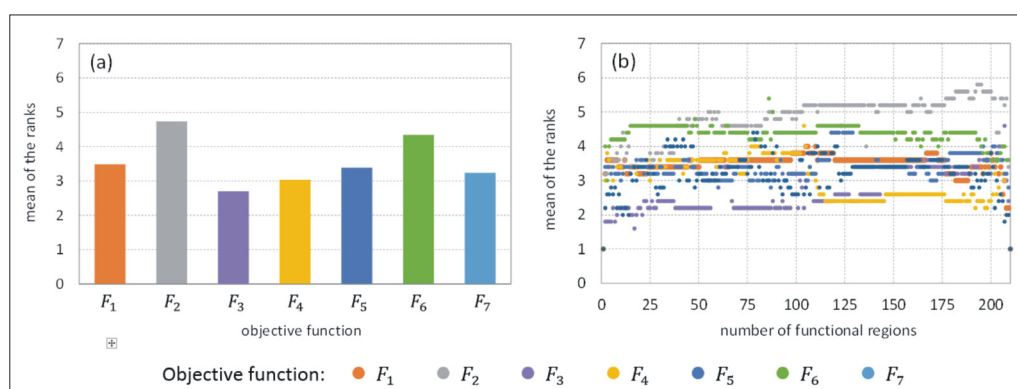 (a)
7
6
5
4
3
2
1
0
mean of the ranks
F₁ F₂ F₃ F₄ F₅ F₆ F₇
objective function
(b)
7
6
5
4
3
2
1
0
mean of the ranks
0 25 50 75 100 125 150 175 200
number of functional regions
Objective function: F₁ F₂ F₃ F₄ F₅ F₆ F₇